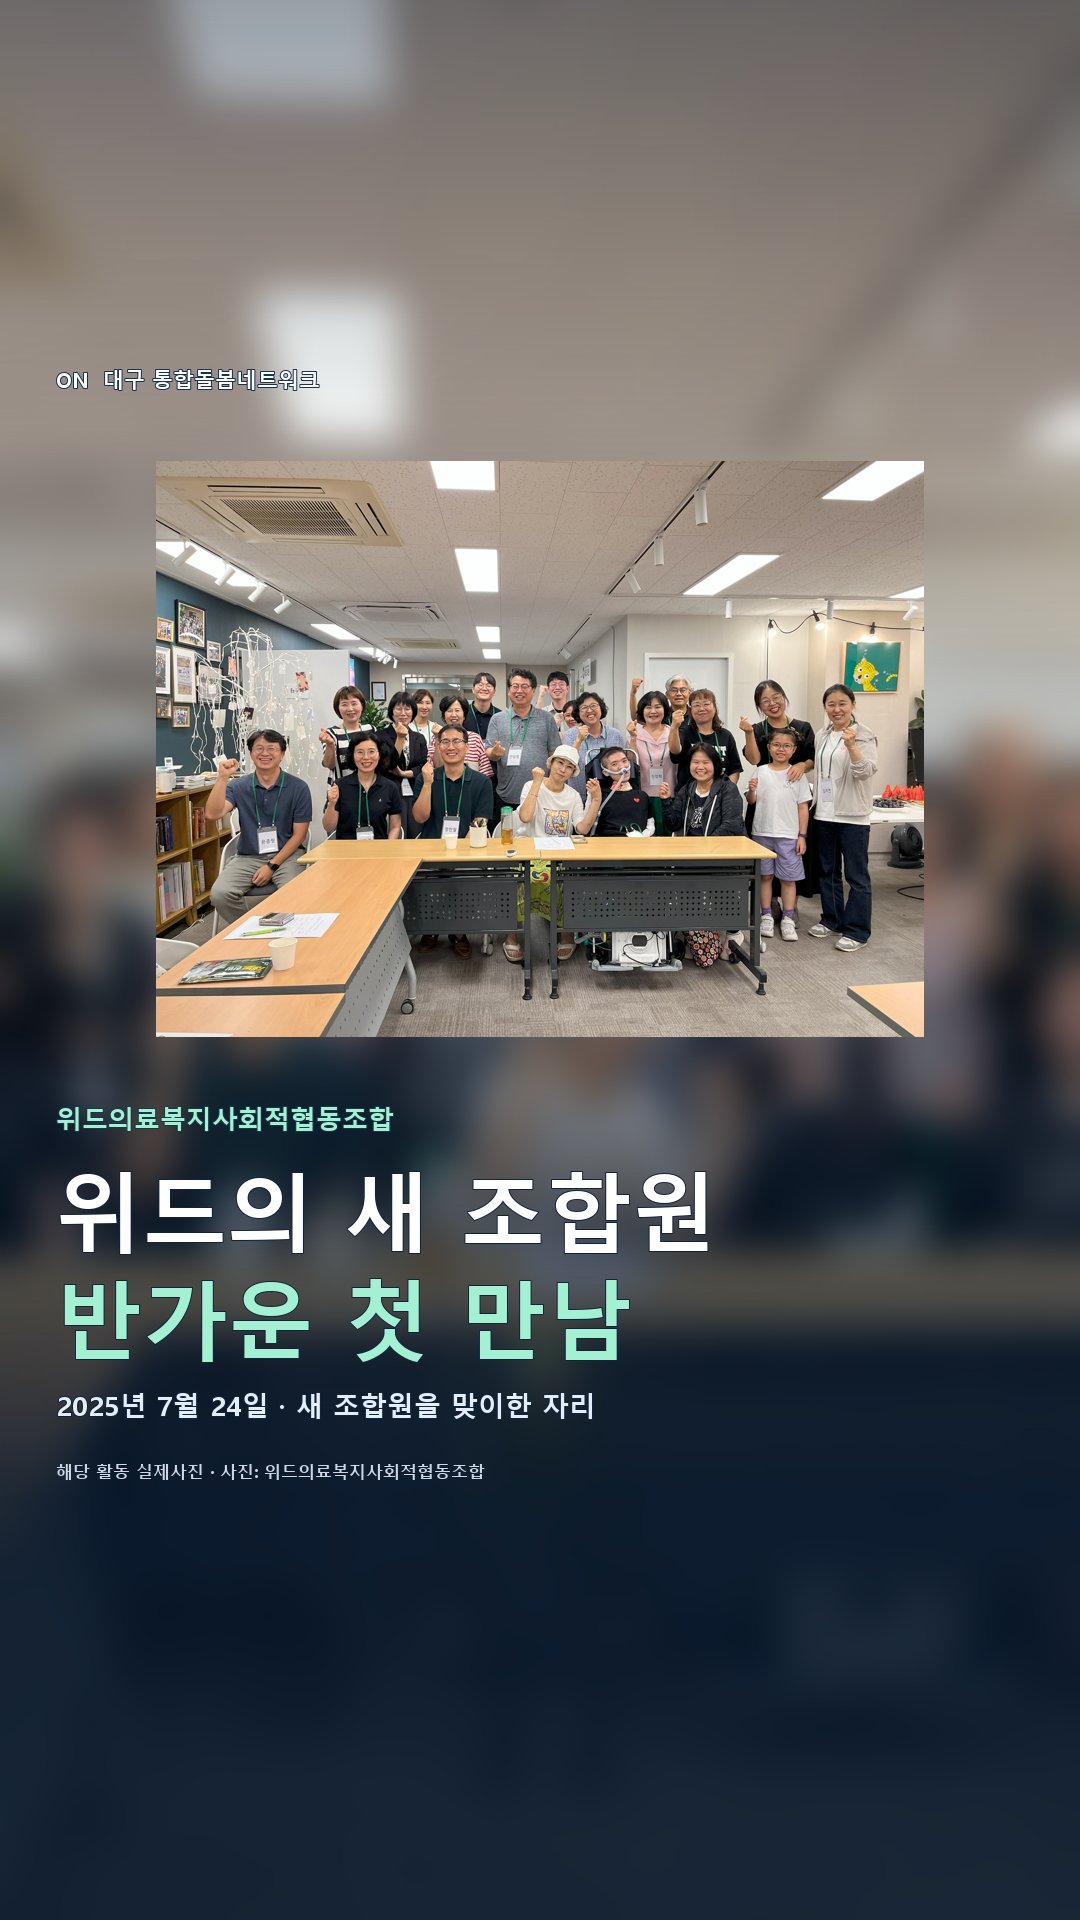 ON 대구 통합돌봄네트워크
위드의료복지사회적협동조합
위드의 새 조합원
반가운 첫 만남
2025년 7월 24일 · 새 조합원을 맞이한 자리
해당 활동 실제사진 · 사진: 위드의료복지사회적협동조합